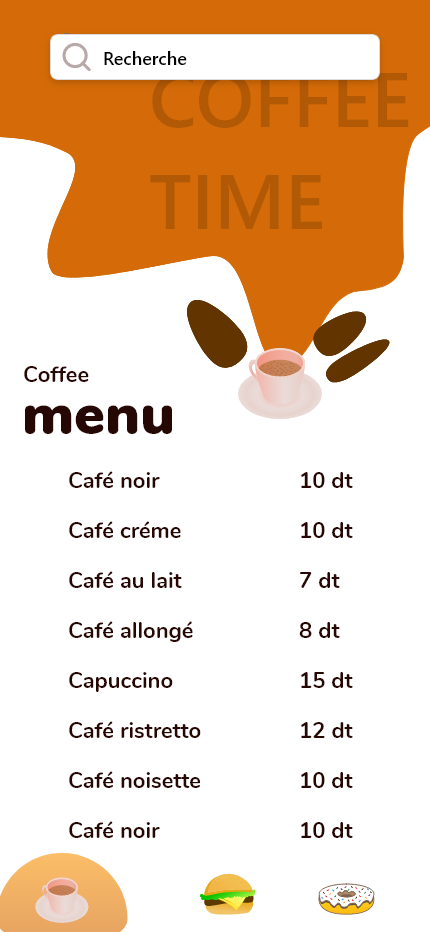 Recherche
COFFEE
TIME
Coffee
menu
Café noir 10 dt
Café créme 10 dt
Café au lait 7 dt
Café allongé 8 dt
Capuccino 15 dt
Café ristretto 12 dt
Café noisette 10 dt
Café noir 10 dt